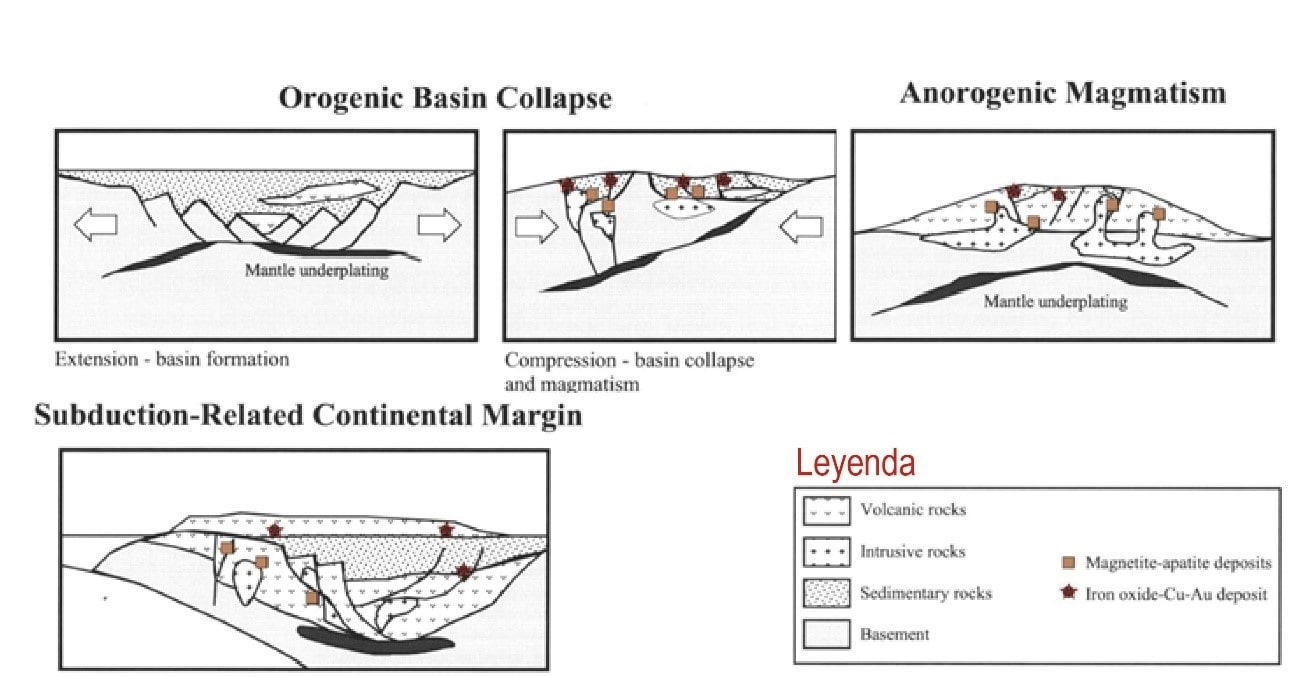 Orogenic Basin Collapse
Anorogenic Magmatism
Mantle underplating
Mantle underplating
Extension - basin formation
Compression - basin collapse
and magmatism
Subduction-Related Continental Margin
Leyenda
Volcanic rocks
Intrusive rocks
Sedimentary rocks
Basement
Magnetite-apatite deposits
Iron oxide-Cu-Au deposit